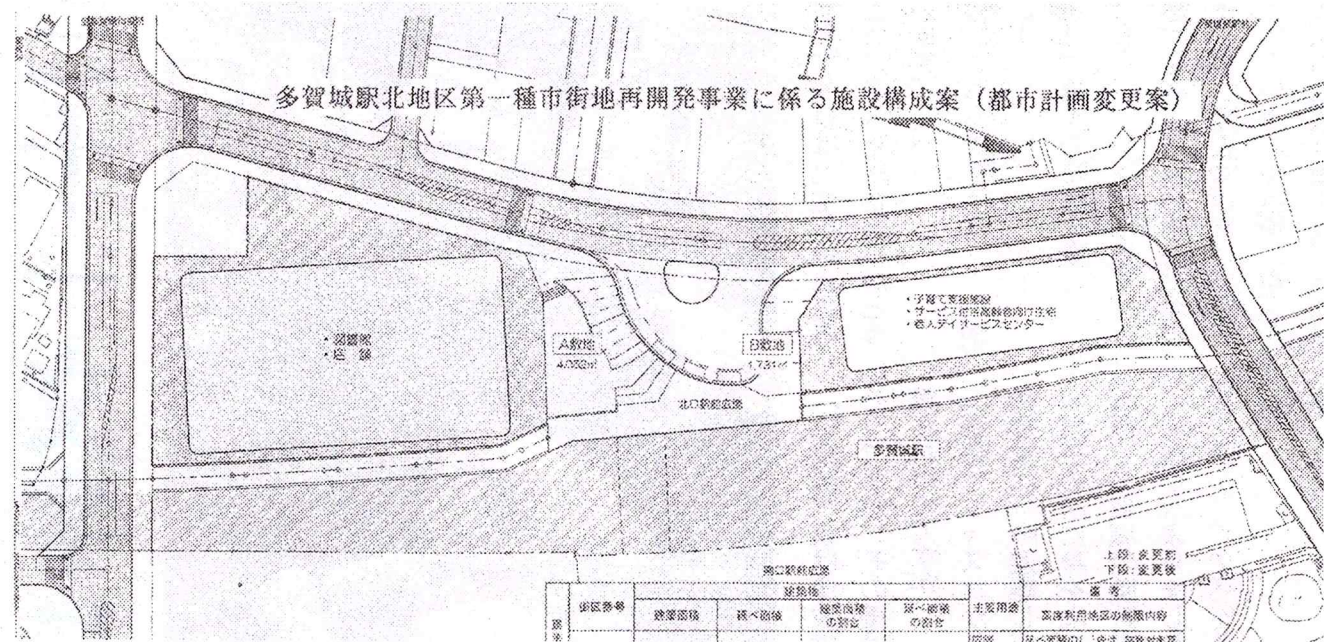 多賀城駅北地区第一種市街地再開発事業に係る施設構成案（都市計画変更案）
・子育て支援施設
・サービス付き高齢者向け住宅
・老人デイサービスセンター
・図書館
・店舗
A敷地
B敷地
北口駅前広場
多賀城駅
南口駅前広場
上段：変更前
下段：変更後
建築物
備考
街区番号
建築面積
延べ面積
建築面積の割合
延べ面積の割合
主要用途
高度利用地区の制限内容